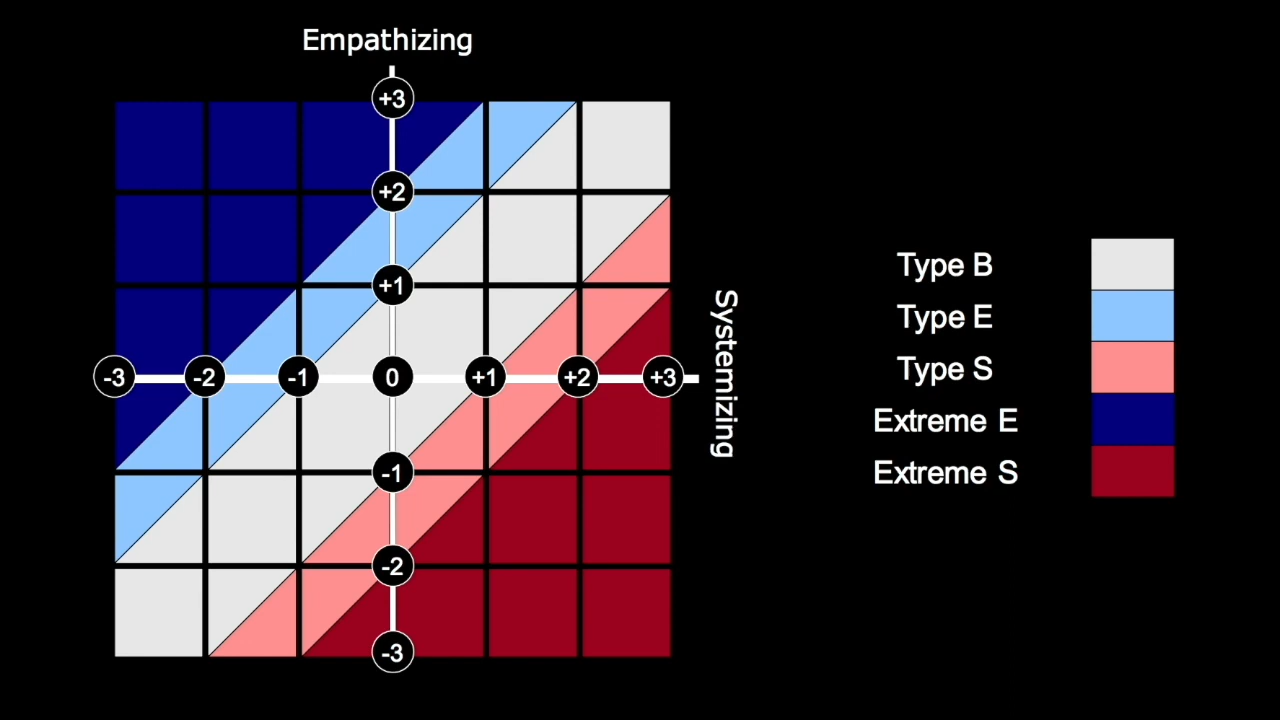 Empathizing
+3
+2
+1
-3 -2 -1 0 +1 +2 +3
-1
-2
-3
Systemizing
Type B
Type E
Type S
Extreme E
Extreme S